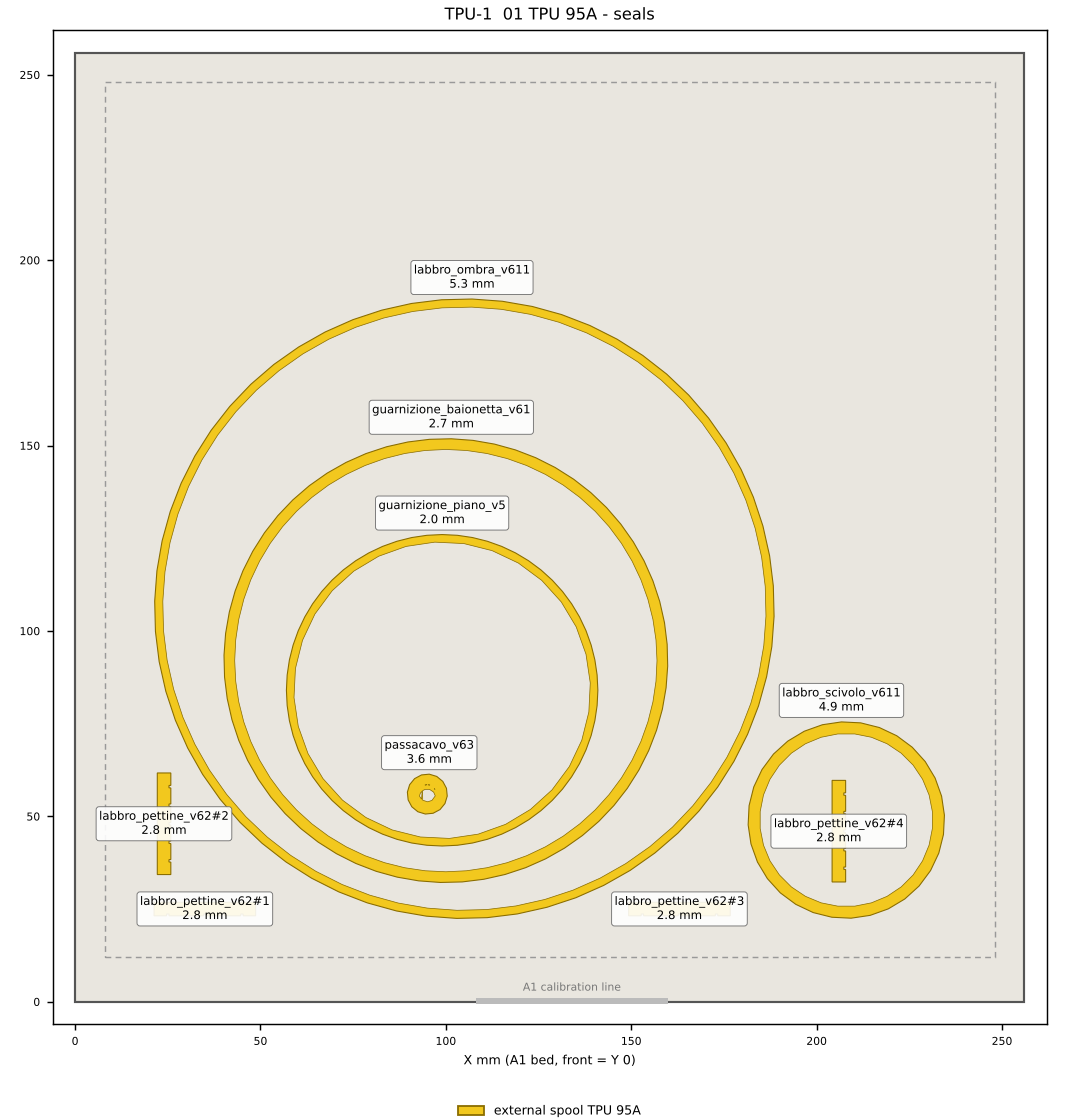 TPU-1  01 TPU 95A - seals
250
200
150
100
50
0
labbro_ombra_v611
5.3 mm
guarnizione_baionetta_v61
2.7 mm
guarnizione_piano_v5
2.0 mm
labbro_scivolo_v611
4.9 mm
passacavo_v63
3.6 mm
labbro_pettine_v62#2
2.8 mm
labbro_pettine_v62#4
2.8 mm
labbro_pettine_v62#1
2.8 mm
labbro_pettine_v62#3
2.8 mm
A1 calibration line
0
50
100
150
200
250
X mm (A1 bed, front = Y 0)
external spool TPU 95A